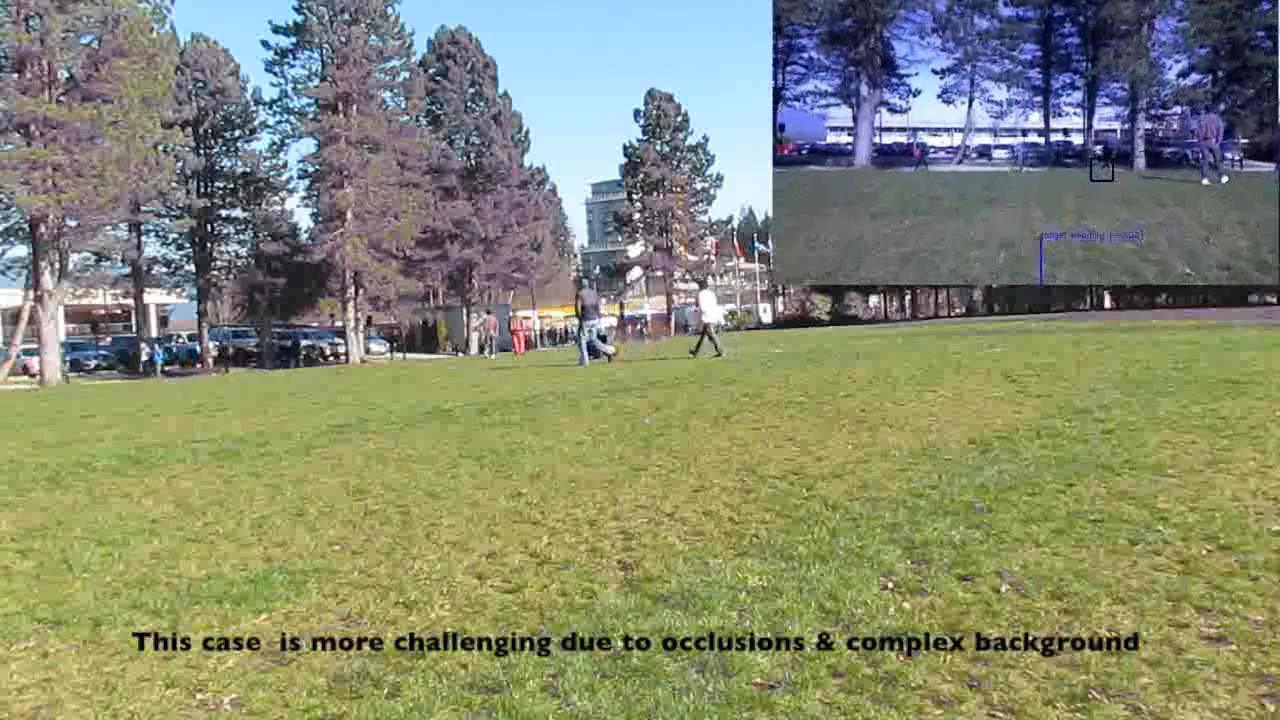 This case  is more challenging due to occlusions & complex background